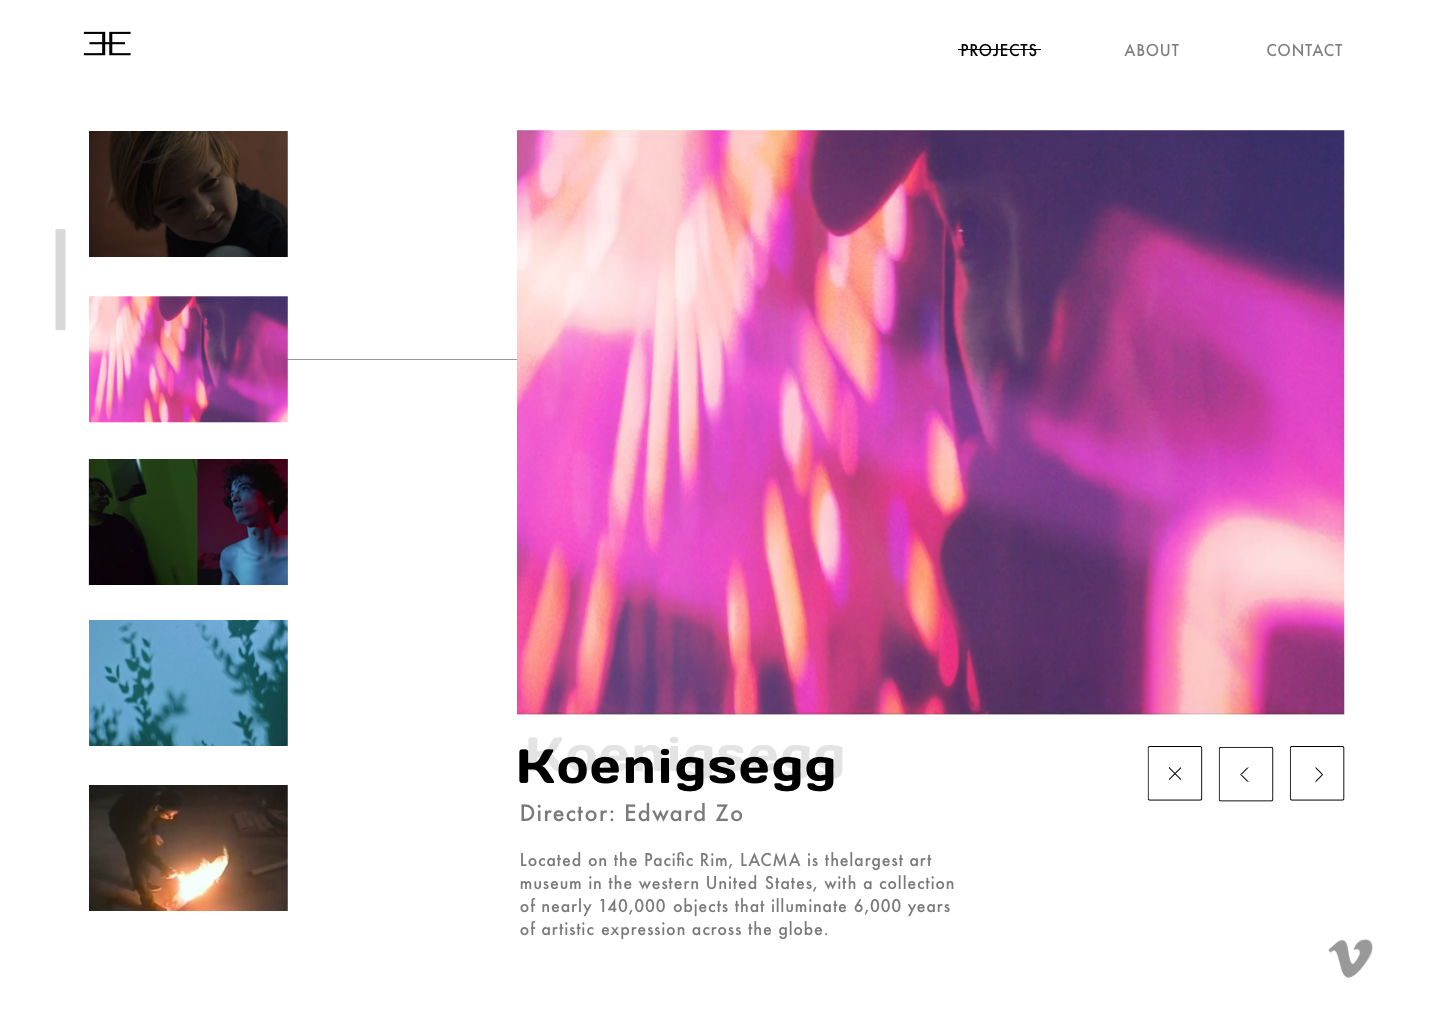 PROJECTS
ABOUT
CONTACT
Koenigsegg
Koenigsegg
Director: Edward Zo
Located on the Pacific Rim, LACMA is thelargest art
museum in the western United States, with a collection
of nearly 140,000 objects that illuminate 6,000 years
of artistic expression across the globe.